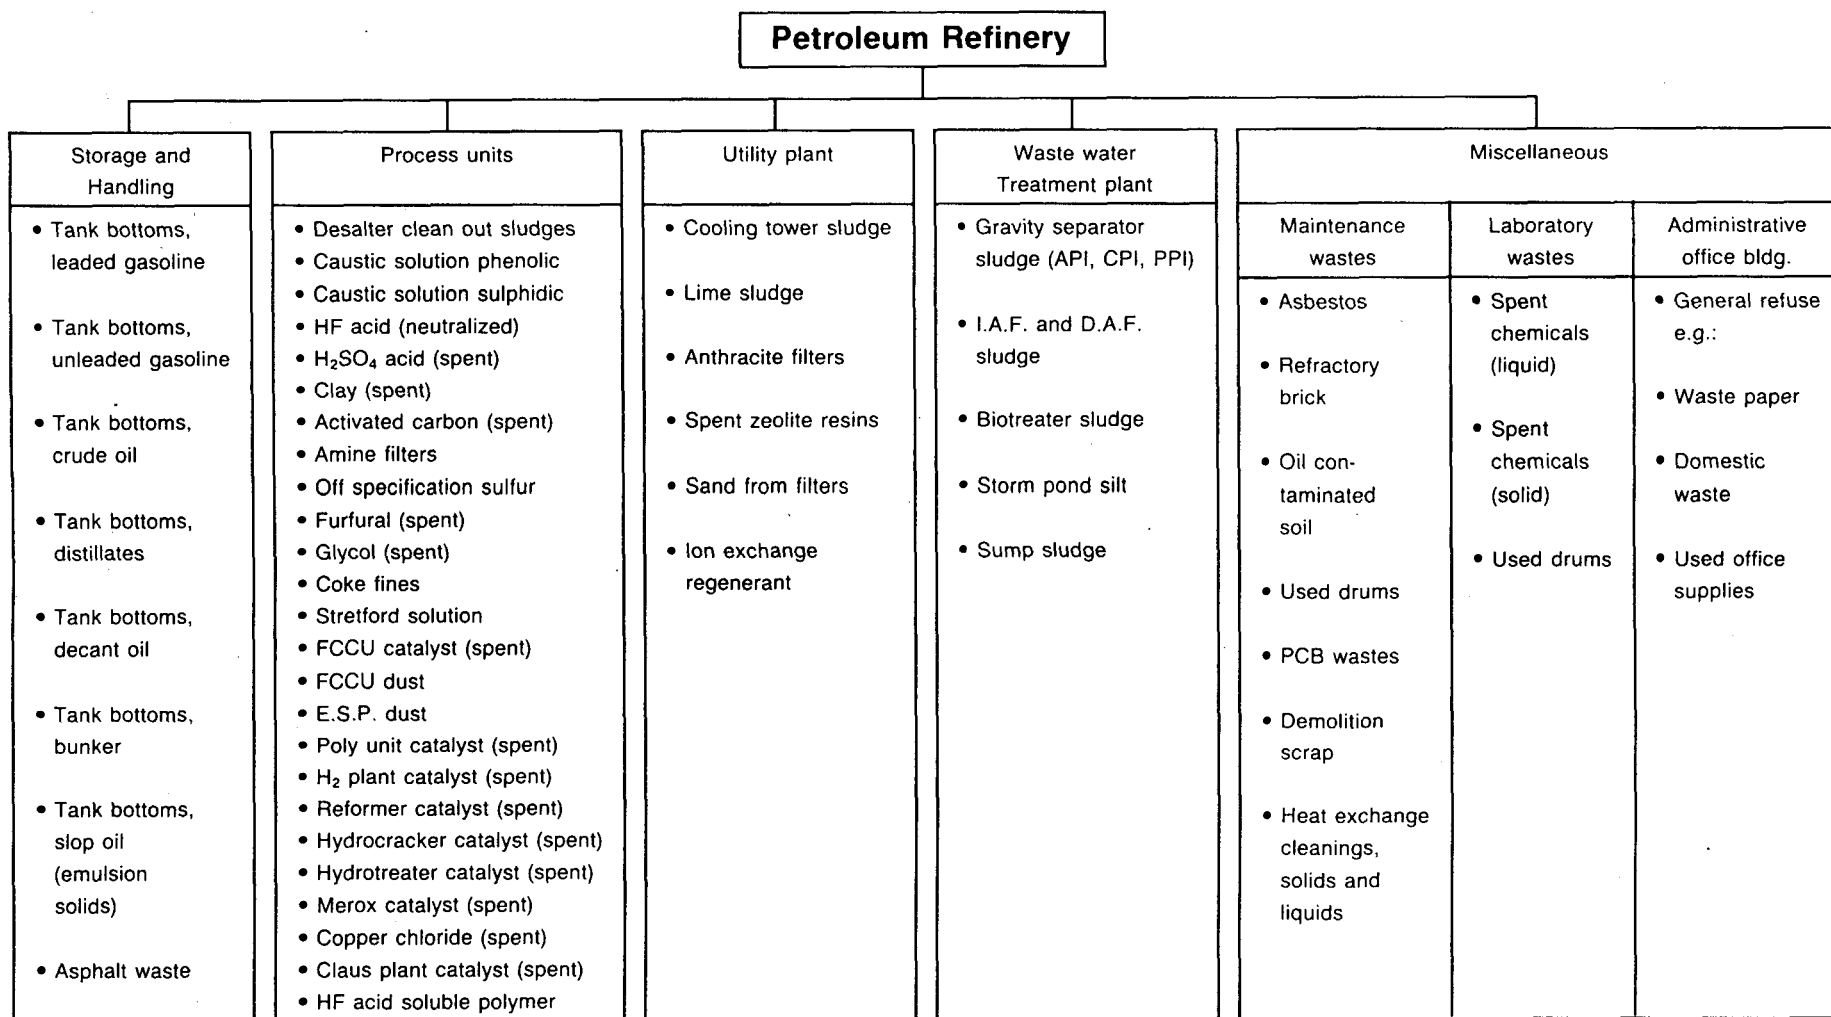 Petroleum Refinery
Storage and
Handling
• Tank bottoms,
leaded gasoline
• Tank bottoms,
unleaded gasoline
• Tank bottoms,
crude oil
• Tank bottoms,
distillates
• Tank bottoms,
decant oil
• Tank bottoms,
bunker
• Tank bottoms,
slop oil
(emulsion
solids)
• Asphalt waste
Process units
• Desalter clean out sludges
• Caustic solution phenolic
• Caustic solution sulphidic
• HF acid (neutralized)
• H₂SO₄ acid (spent)
• Clay (spent)
• Activated carbon (spent)
• Amine filters
• Off specification sulfur
• Furfural (spent)
• Glycol (spent)
• Coke fines
• Stretford solution
• FCCU catalyst (spent)
• FCCU dust
• E.S.P. dust
• Poly unit catalyst (spent)
• H₂ plant catalyst (spent)
• Reformer catalyst (spent)
• Hydrocracker catalyst (spent)
• Hydrotreater catalyst (spent)
• Merox catalyst (spent)
• Copper chloride (spent)
• Claus plant catalyst (spent)
• HF acid soluble polymer
Utility plant
• Cooling tower sludge
• Lime sludge
• Anthracite filters
• Spent zeolite resins
• Sand from filters
• Ion exchange
regenerant
Waste water
Treatment plant
• Gravity separator
sludge (API, CPI, PPI)
• I.A.F. and D.A.F.
sludge
• Biotreater sludge
• Storm pond silt
• Sump sludge
Miscellaneous
Maintenance
wastes
• Asbestos
• Refractory
brick
• Oil con-
taminated
soil
• Used drums
• PCB wastes
• Demolition
scrap
• Heat exchange
cleanings,
solids and
liquids
Laboratory
wastes
• Spent
chemicals
(liquid)
• Spent
chemicals
(solid)
• Used drums
Administrative
office bldg.
• General refuse
e.g.:
• Waste paper
• Domestic
waste
• Used office
supplies